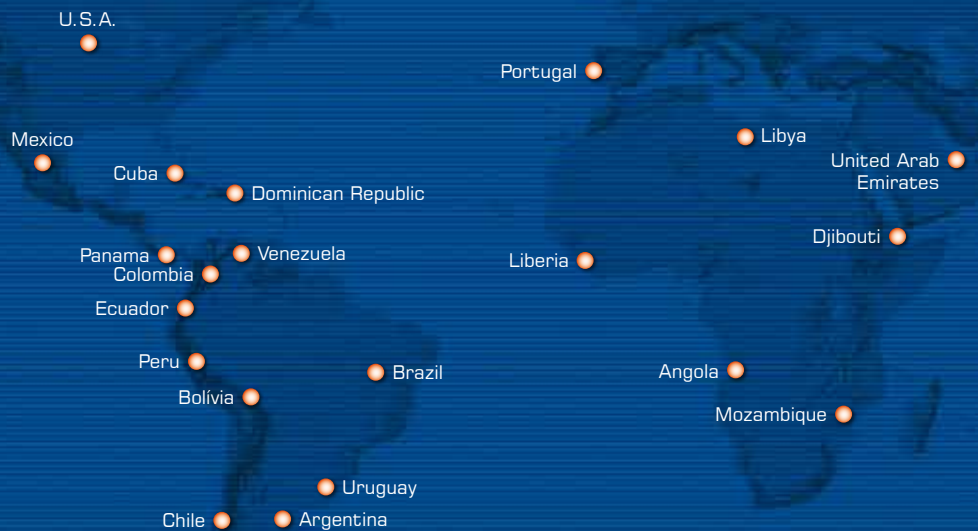 U.S.A.
Portugal
Mexico
Libya
United Arab
Emirates
Cuba
Dominican Republic
Djibouti
Panama
Venezuela
Liberia
Colombia
Ecuador
Peru
Brazil
Angola
Bolívia
Mozambique
Uruguay
Chile
Argentina